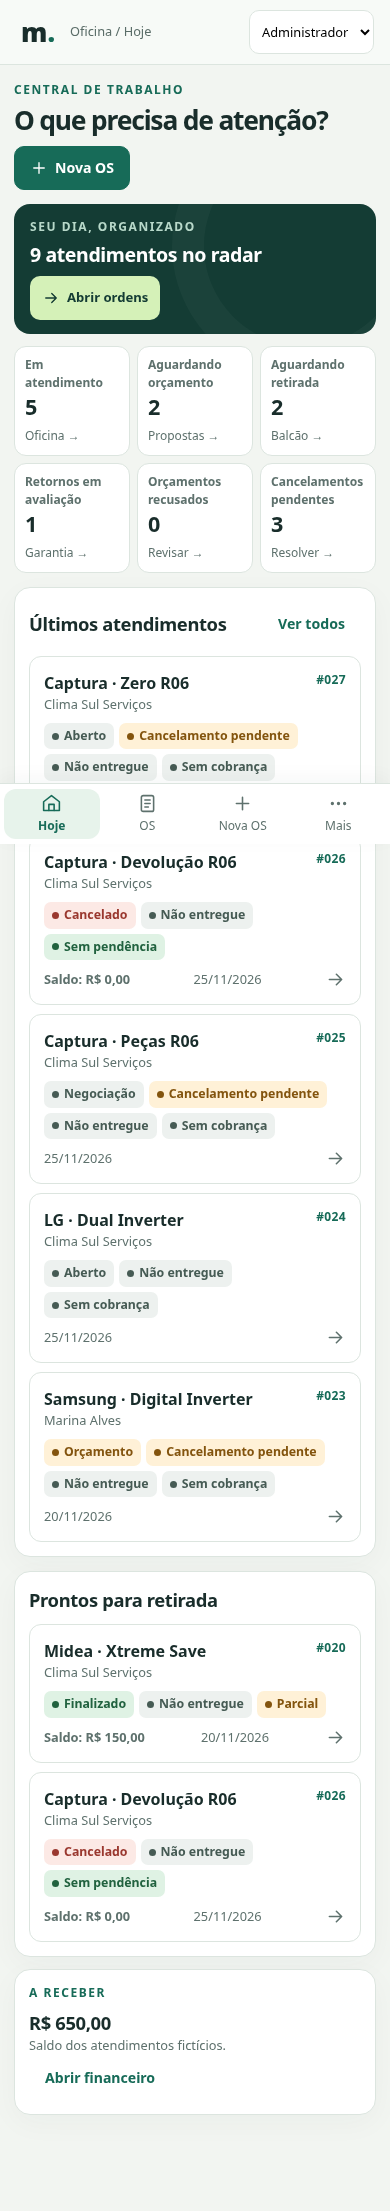 m. Oficina / Hoje Administrador
CENTRAL DE TRABALHO
O que precisa de atenção?
+ Nova OS
SEU DIA, ORGANIZADO
9 atendimentos no radar
→ Abrir ordens
Em atendimento
5
Oficina →
Aguardando orçamento
2
Propostas →
Aguardando retirada
2
Balcão →
Retornos em avaliação
1
Garantia →
Orçamentos recusados
0
Revisar →
Cancelamentos pendentes
3
Resolver →
Últimos atendimentos Ver todos
Captura · Zero R06 #027
Clima Sul Serviços
Aberto Cancelamento pendente
Não entregue Sem cobrança
Hoje OS Nova OS Mais
Captura · Devolução R06 #026
Clima Sul Serviços
Cancelado Não entregue
Sem pendência
Saldo: R$ 0,00 25/11/2026 →
Captura · Peças R06 #025
Clima Sul Serviços
Negociação Cancelamento pendente
Não entregue Sem cobrança
25/11/2026 →
LG · Dual Inverter #024
Clima Sul Serviços
Aberto Não entregue
Sem cobrança
25/11/2026 →
Samsung · Digital Inverter #023
Marina Alves
Orçamento Cancelamento pendente
Não entregue Sem cobrança
20/11/2026 →
Prontos para retirada
Midea · Xtreme Save #020
Clima Sul Serviços
Finalizado Não entregue Parcial
Saldo: R$ 150,00 20/11/2026 →
Captura · Devolução R06 #026
Clima Sul Serviços
Cancelado Não entregue
Sem pendência
Saldo: R$ 0,00 25/11/2026 →
A RECEBER
R$ 650,00
Saldo dos atendimentos fictícios.
Abrir financeiro